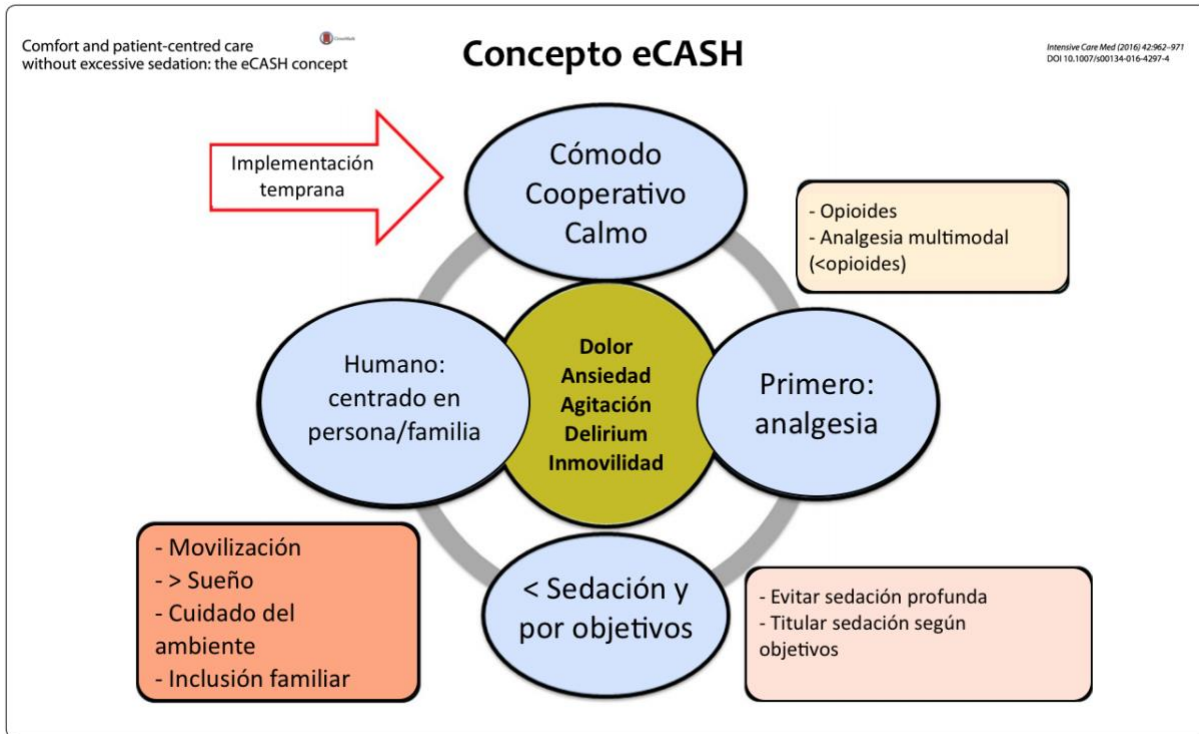 Comfort and patient-centred care
without excessive sedation: the eCASH concept
CrossMark
Concepto eCASH
Intensive Care Med (2016) 42:962–971
DOI 10.1007/s00134-016-4297-4
Implementación
temprana
Cómodo
Cooperativo
Calmo
- Opioides
- Analgesia multimodal
(<opioides)
Humano:
centrado en
persona/familia
Dolor
Ansiedad
Agitación
Delirium
Inmovilidad
Primero:
analgesia
- Movilización
- > Sueño
- Cuidado del
ambiente
- Inclusión familiar
< Sedación y
por objetivos
- Evitar sedación profunda
- Titular sedación según
objetivos